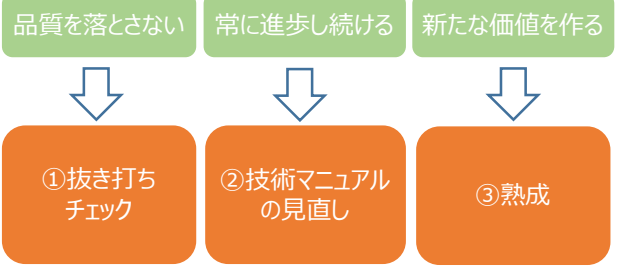 品質を落とさない
常に進歩し続ける
新たな価値を作る
①抜き打ち
チェック
②技術マニュアル
の見直し
③熟成